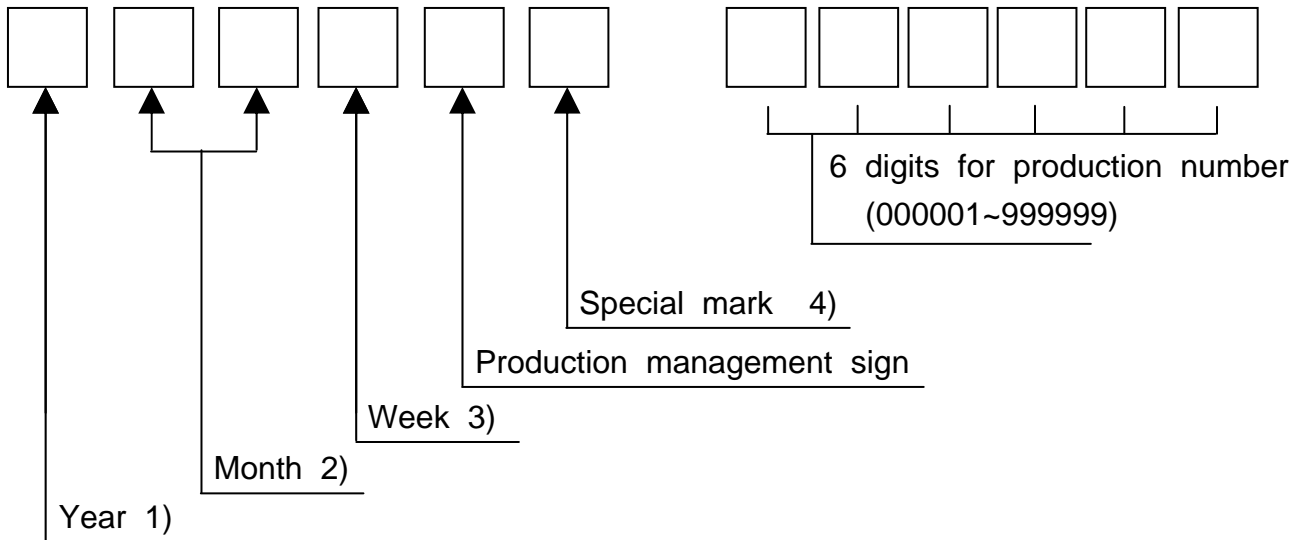 6 digits for production number
(000001~999999)
Special mark 4)
Production management sign
Week 3)
Month 2)
Year 1)